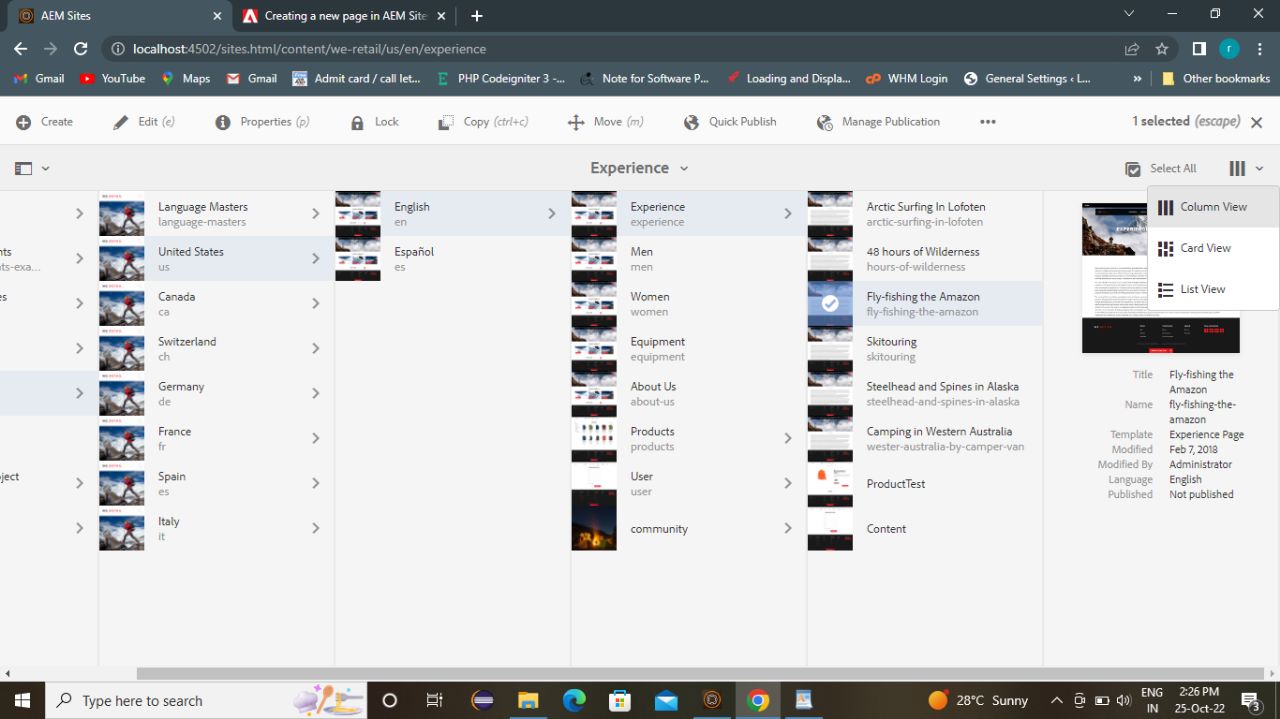 AEM Sites
Creating a new page in AEM Site
localhost:4502/sites.html/content/we-retail/us/en/experience
r
Gmail
YouTube
Maps
Gmail
Admit card / call let...
PHP Codeigniter 3 -...
Note for Software P...
Loading and Displa...
WHM Login
General Settings ‹ L...
»
Other bookmarks
Create
Edit (e)
Properties (p)
Lock
Copy (ctrl+c)
Move (m)
Quick Publish
Manage Publication
1 selected (escape)
Experience
Select All
Column View
Card View
List View
nts
ts-exa...
es
ject
Language Masters
language-masters
United States
us
Canada
ca
Switzerland
ch
Germany
de
France
fr
Spain
es
Italy
it
English
en
Español
es
Experience
experience
Men
men
Women
women
Equipment
equipment
About Us
about-us
Products
products
User
user
community
Arctic Surfing In Lofoten
arctic-surfing-in-lofoten
48 hours of Wilderness
hours-of-wilderness
Fly-fishing the Amazon
fly-fishing-the-amazon
Skitouring
skitouring
Steelhead and Spines in Alaska
steelhead-and-spines-in-alaska
Camping in Western Australia
wester-australia-by-camper-van
ProductTest
Content
Title Fly-fishing the
Amazon
Name fly-fishing-the-
amazon
Template Experience Page
Modified Feb 7, 2018
Modified By Administrator
Language English
Published Not published
Type here to search
28°C Sunny
ENG
IN
2:26 PM
25-Oct-22
3